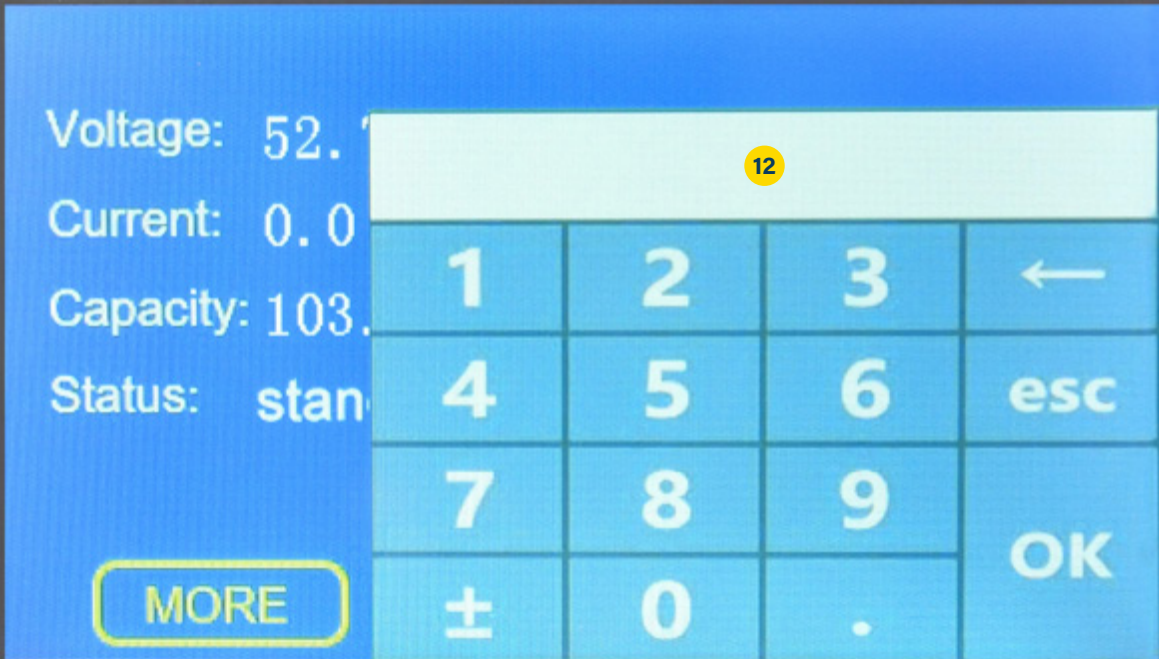 Voltage: 52.
12
Current: 0.0
1 2 3 ←
Capacity: 103.
4 5 6 esc
Status:
7 8 9
OK
MORE
± 0 .